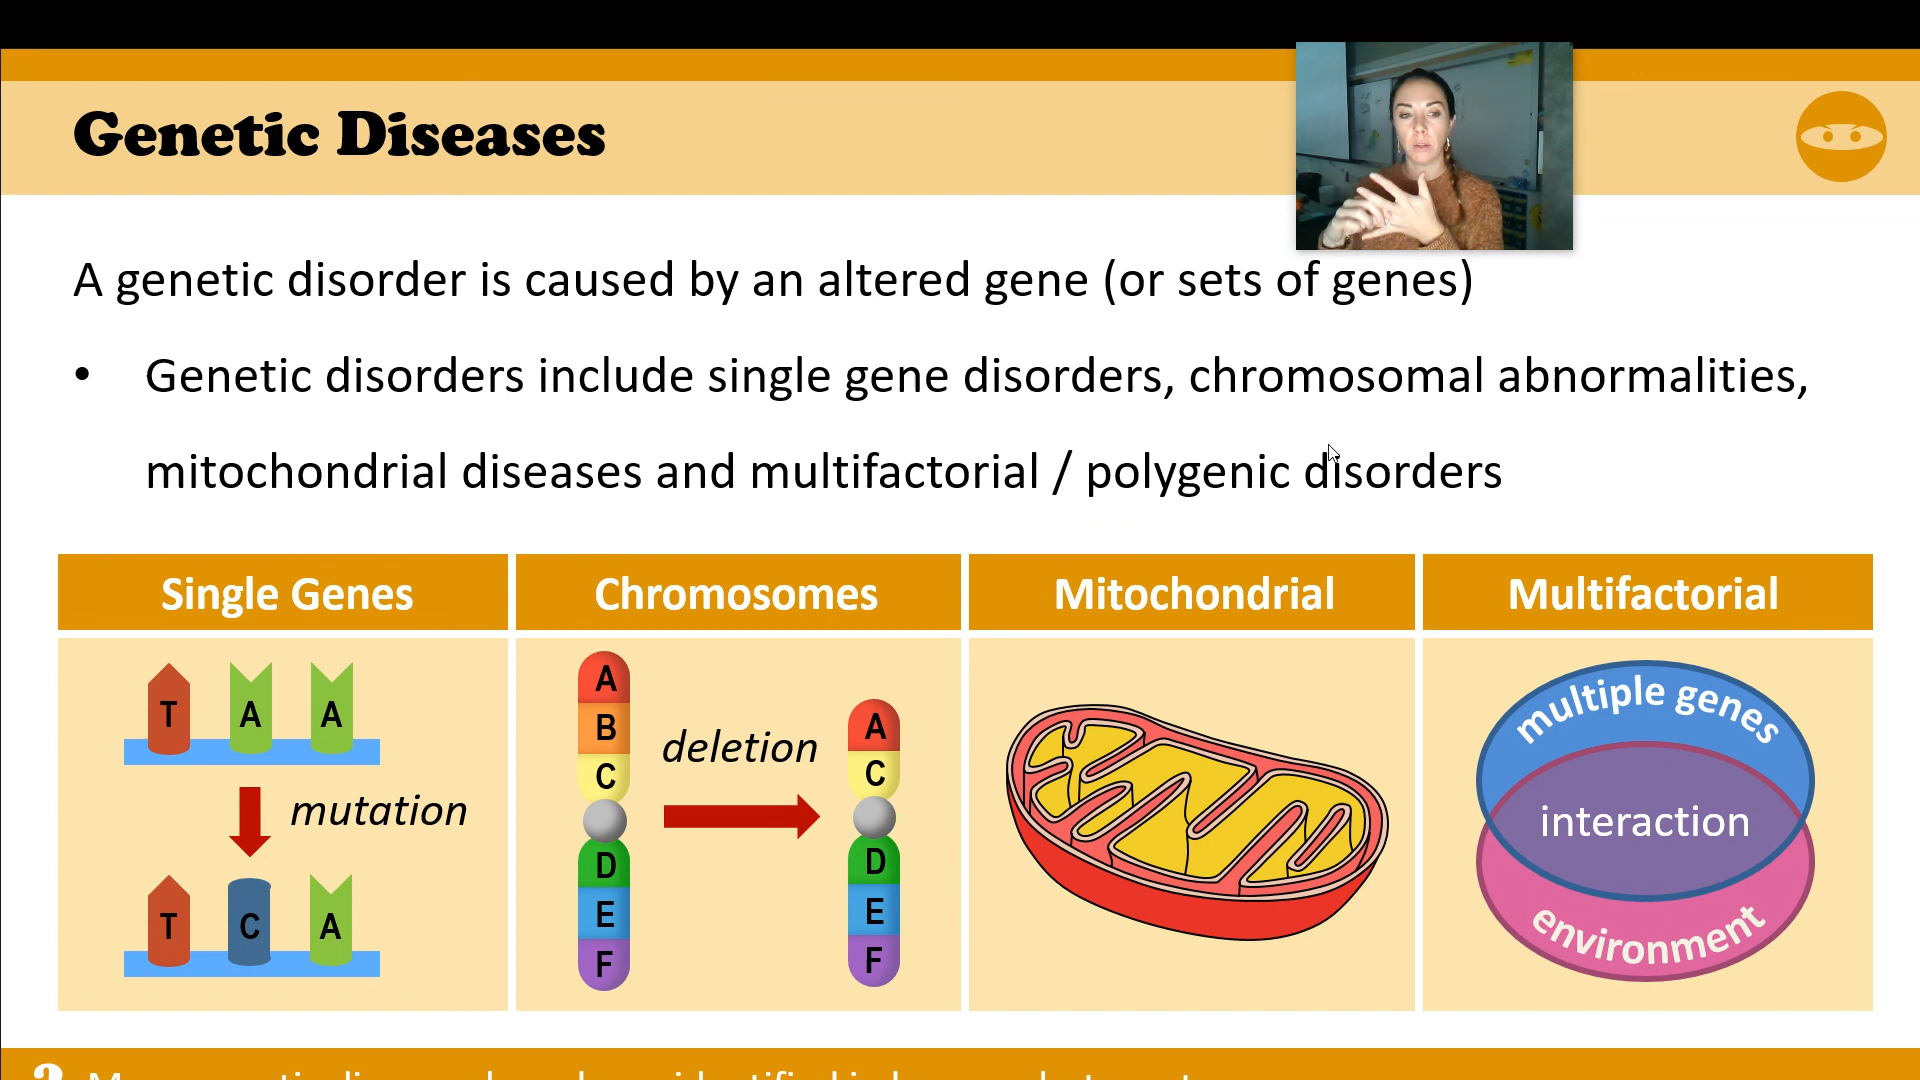 Genetic Diseases
A genetic disorder is caused by an altered gene (or sets of genes)
• Genetic disorders include single gene disorders, chromosomal abnormalities,
mitochondrial diseases and multifactorial / polygenic disorders
Single Genes
Chromosomes
Mitochondrial
Multifactorial
T A A
mutation
T C A
A
B
C
D
E
F
deletion
A
C
D
E
F
multiple genes
interaction
environment